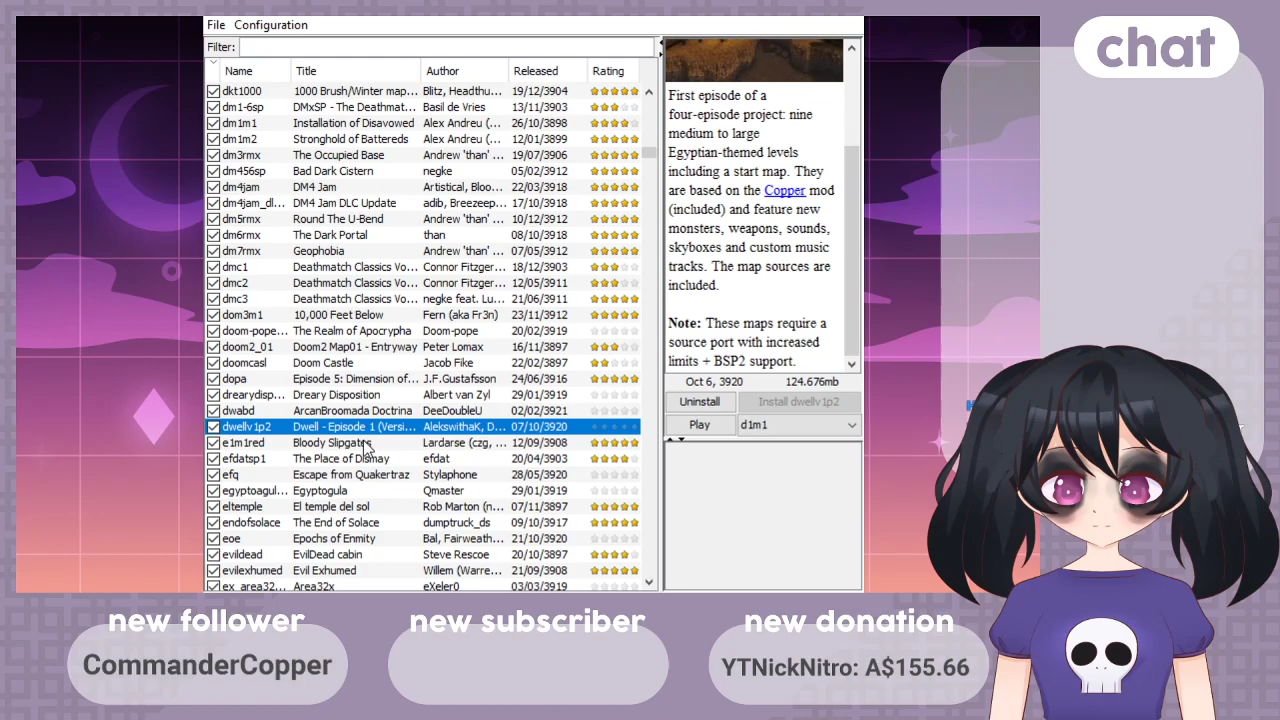 File Configuration
chat
Filter:
Name Title Author Released Rating
dkt1000 1000 Brush/Winter map... Blitz, Headthu... 19/12/3904
dm1-6sp DMxSP - The Deathmat... Basil de Vries 13/11/3903
dm1m1 Installation of Disavowed Alex Andreu (... 26/10/3898
dm1m2 Stronghold of Battereds Alex Andreu (... 12/01/3899
dm3rmx The Occupied Base Andrew 'than' ... 19/07/3906
dm456sp Bad Dark Cistern negke 05/02/3912
dm4jam DM4 Jam Artistical, Bloo... 22/03/3918
dm4jam_dl... DM4 Jam DLC Update adib, Breezeep... 17/10/3918
dm5rmx Round The U-Bend Andrew 'than' ... 10/12/3912
dm6rmx The Dark Portal than 08/10/3918
dm7rmx Geophobia Andrew 'than' ... 07/05/3912
dmc1 Deathmatch Classics Vo... Connor Fitzger... 18/12/3903
dmc2 Deathmatch Classics Vo... Connor Fitzger... 12/05/3911
dmc3 Deathmatch Classics Vo... negke feat. Lu... 21/06/3911
dom3m1 10,000 Feet Below Fern (aka Fr3n) 23/11/3912
doom-pope... The Realm of Apocrypha Doom-pope 20/02/3919
doom2_01 Doom2 Map01 - Entryway Peter Lomax 16/11/3897
doomcasl Doom Castle Jacob Fike 22/02/3897
dopa Episode 5: Dimension of... J.F.Gustafsson 24/06/3916
drearydisp... Dreary Disposition Albert van Zyl 29/01/3919
dwabd ArcanBroomada Doctrina DeeDoubleU 02/02/3921
dwellv1p2 Dwell - Episode 1 (Versi... AlekswithaK, D... 07/10/3920
e1m1red Bloody Slipgates Lardarse (czg, ... 12/09/3908
efdatsp1 The Place of Dismay efdat 20/04/3903
efq Escape from Quakertraz Stylaphone 28/05/3920
egyptoagul... Egyptogula Qmaster 29/01/3919
eltemple El templo del sol Rob Marton (n... 07/11/3897
endofsolace The End of Solace dumptruck_ds 09/10/3917
eoe Epochs of Enmity Bal, Fairweath... 21/10/3920
evildead EvilDead cabin Steve Rescoe 20/10/3897
evilexhumed Evil Exhumed Willem (Warre... 21/09/3908
ex_area32... Area32x eXeler0 03/03/3919
First episode of a
four-episode project: nine
medium to large
Egyptian-themed levels
including a start map. They
are based on the Copper mod
(included) and feature new
monsters, weapons, sounds,
skyboxes and custom music
tracks. The map sources are
included.
Note: These maps require a
source port with increased
limits + BSP2 support.
Oct 6, 3920 124.676mb
Uninstall Install dwellv1p2
Play d1m1
new follower new subscriber new donation
CommanderCopper YTNickNitro: A$155.66